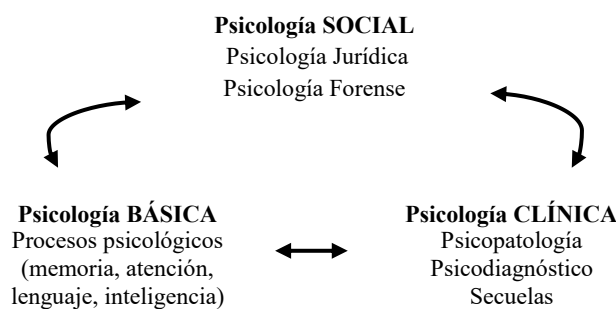 Psicología SOCIAL
Psicología Jurídica
Psicología Forense
Psicología BÁSICA
Procesos psicológicos
(memoria, atención,
lenguaje, inteligencia)
Psicología CLÍNICA
Psicopatología
Psicodiagnóstico
Secuelas